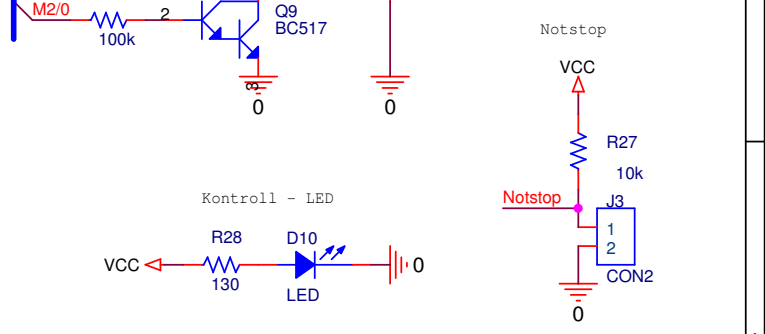 M2/0
100k
2
Q9
BC517
3
0
0
Notstop
VCC
R27
10k
Notstop
J3
1
2
CON2
0
Kontroll - LED
R28
D10
VCC
130
LED
0